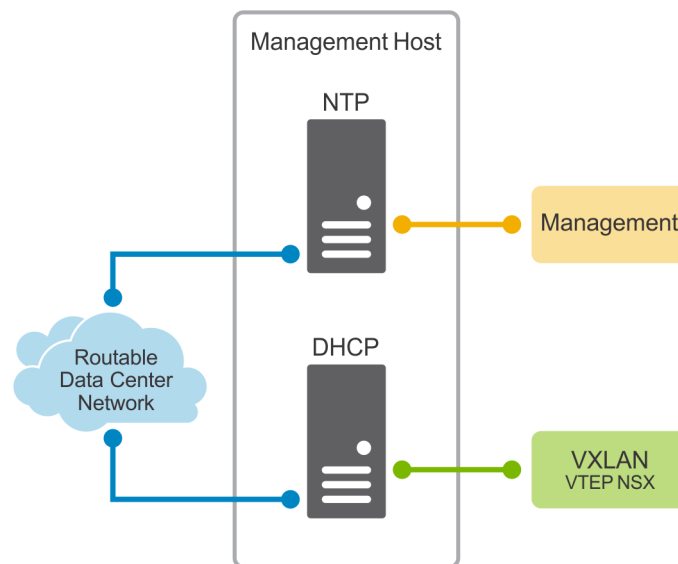 Management Host
NTP
Management
Routable
Data Center
Network
DHCP
VXLAN
VTEP NSX